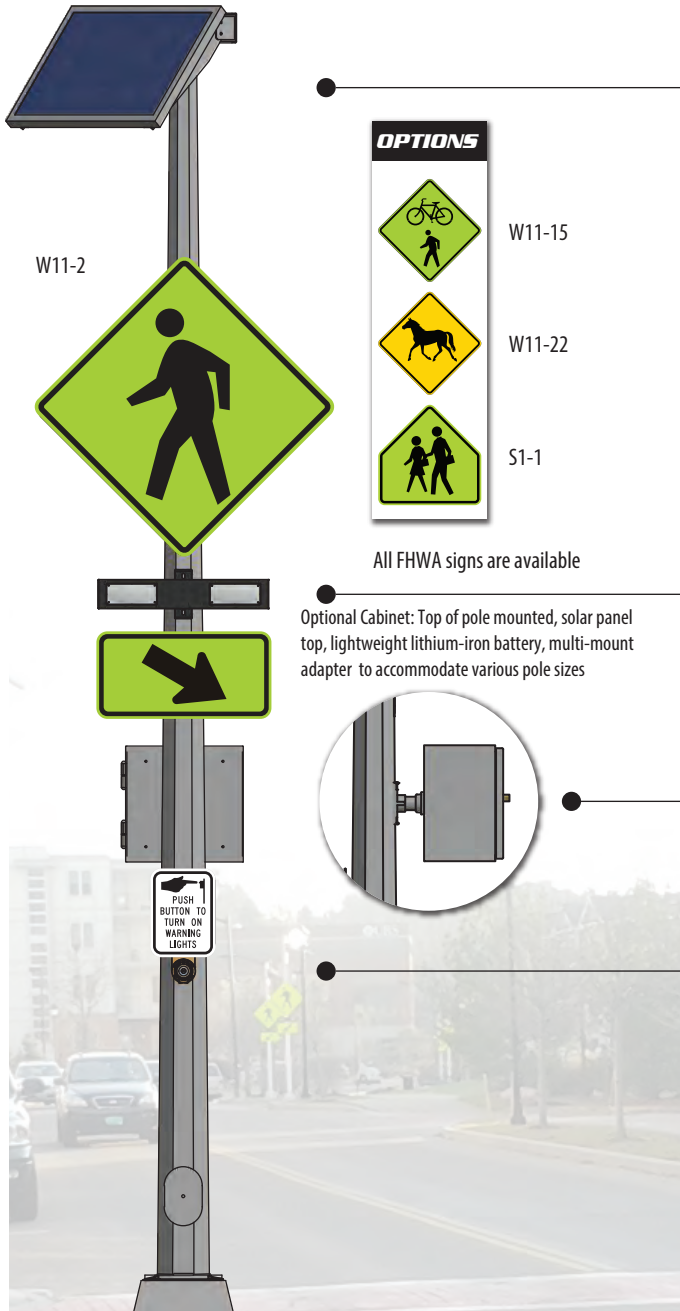 OPTIONS
W11-15
W11-2
W11-22
S1-1
All FHWA signs are available
Optional Cabinet: Top of pole mounted, solar panel
top, lightweight lithium-iron battery, multi-mount
adapter to accommodate various pole sizes
PUSH
BUTTON TO
TURN ON
WARNING
LIGHTS